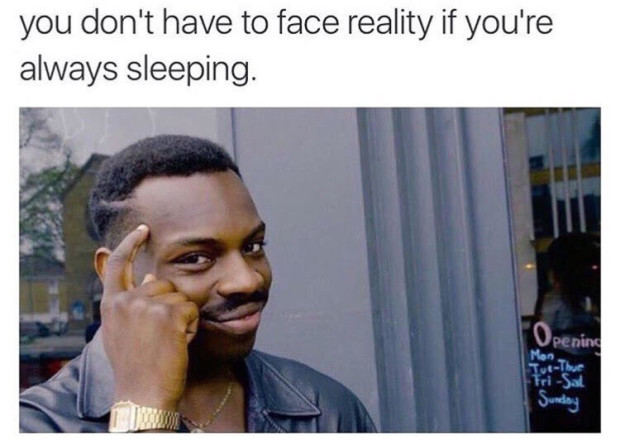 you don't have to face reality if you're
always sleeping.
Opening
Mon
Tue-Thur
Fri-Sat
Sunday